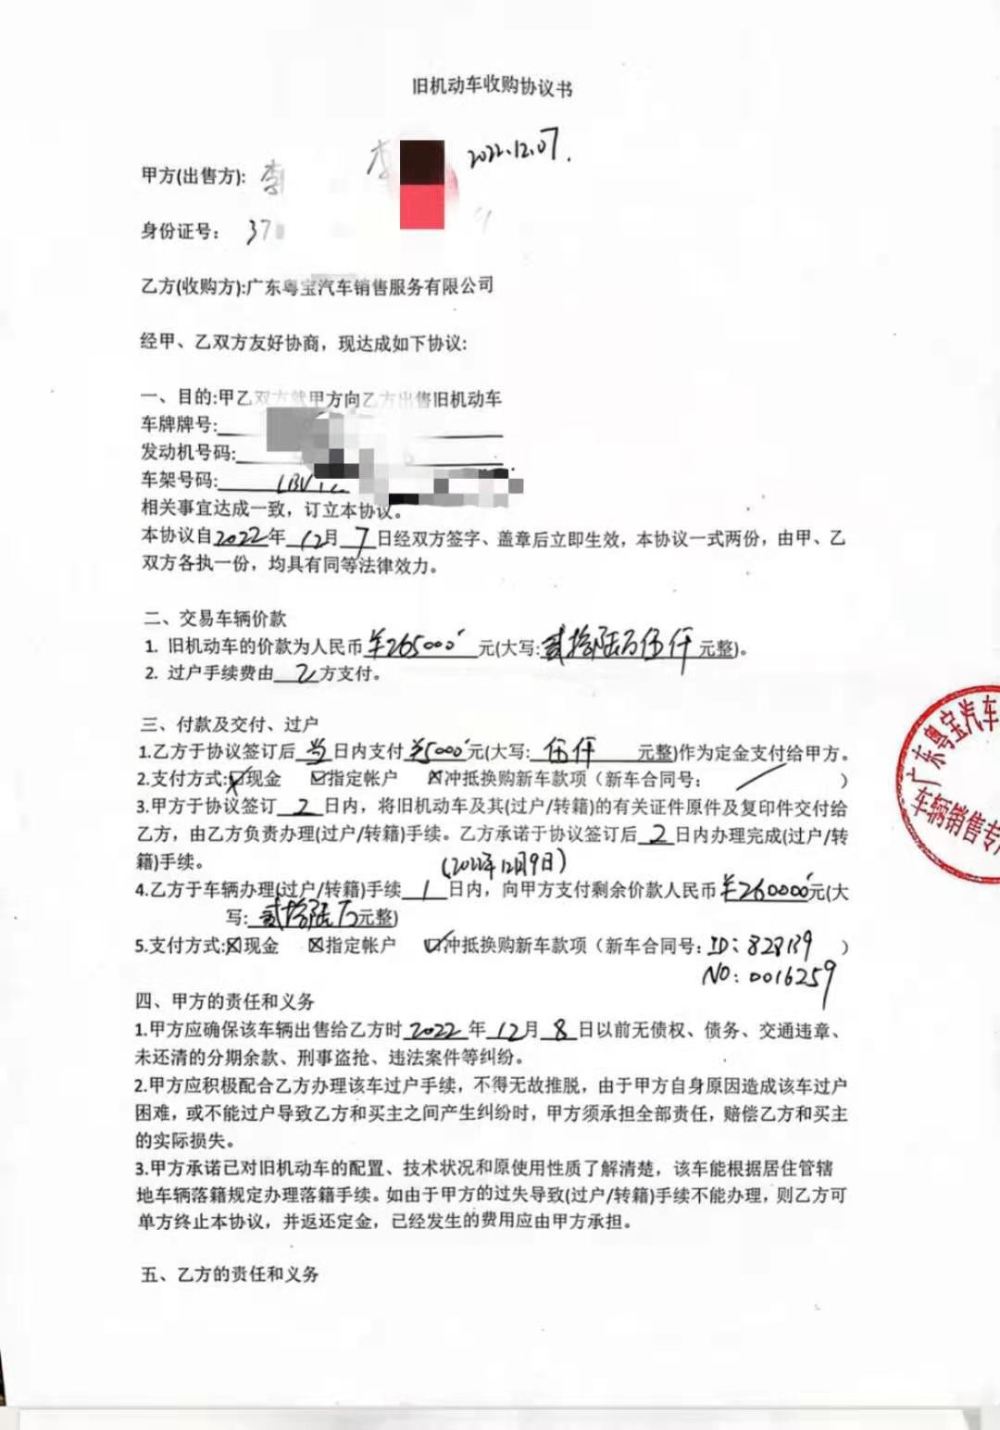 旧机动车收购协议书
李 2022.12.07.
甲方(出售方): 李
身份证号: 37
乙方(收购方):广东粤宝汽车销售服务有限公司
经甲、乙双方友好协商，现达成如下协议:
一、目的:甲乙双方就甲方向乙方出售旧机动车
车牌牌号:
发动机号码:
车架号码: LBV
相关事宜达成一致，订立本协议。
本协议自2022年12月7日经双方签字、盖章后立即生效，本协议一式两份，由甲、乙
双方各执一份，均具有同等法律效力。
二、交易车辆价款
1. 旧机动车的价款为人民币¥265000元(大写:贰拾陆万伍仟元整)。
2. 过户手续费由乙方支付。
三、付款及交付、过户
1.乙方于协议签订后当日内支付¥5000元(大写: 伍仟 元整)作为定金支付给甲方。
2.支付方式:☑现金 ☑指定帐户 ☒冲抵换购新车款项（新车合同号: ／ ）
3.甲方于协议签订2日内，将旧机动车及其(过户/转籍)的有关证件原件及复印件交付给
乙方，由乙方负责办理(过户/转籍)手续。乙方承诺于协议签订后2日内办理完成(过户/转
籍)手续。 (2022年12月9日)
4.乙方于车辆办理(过户/转籍)手续1日内，向甲方支付剩余价款人民币¥260000元(大
写: 贰拾陆万元整)
5.支付方式:☒现金 ☒指定帐户 ☑冲抵换购新车款项（新车合同号: ID: 828139 ）
NO: 0016259
四、甲方的责任和义务
1.甲方应确保该车辆出售给乙方时2022年12月8日以前无债权、债务、交通违章、
未还清的分期余款、刑事盗抢、违法案件等纠纷。
2.甲方应积极配合乙方办理该车过户手续，不得无故推脱，由于甲方自身原因造成该车过户
困难，或不能过户导致乙方和买主之间产生纠纷时，甲方须承担全部责任，赔偿乙方和买主
的实际损失。
3.甲方承诺已对旧机动车的配置、技术状况和原使用性质了解清楚，该车能根据居住管辖
地车辆落籍规定办理落籍手续。如由于甲方的过失导致(过户/转籍)手续不能办理，则乙方可
单方终止本协议，并返还定金，已经发生的费用应由甲方承担。
五、乙方的责任和义务
广东粤宝汽车
车辆销售专